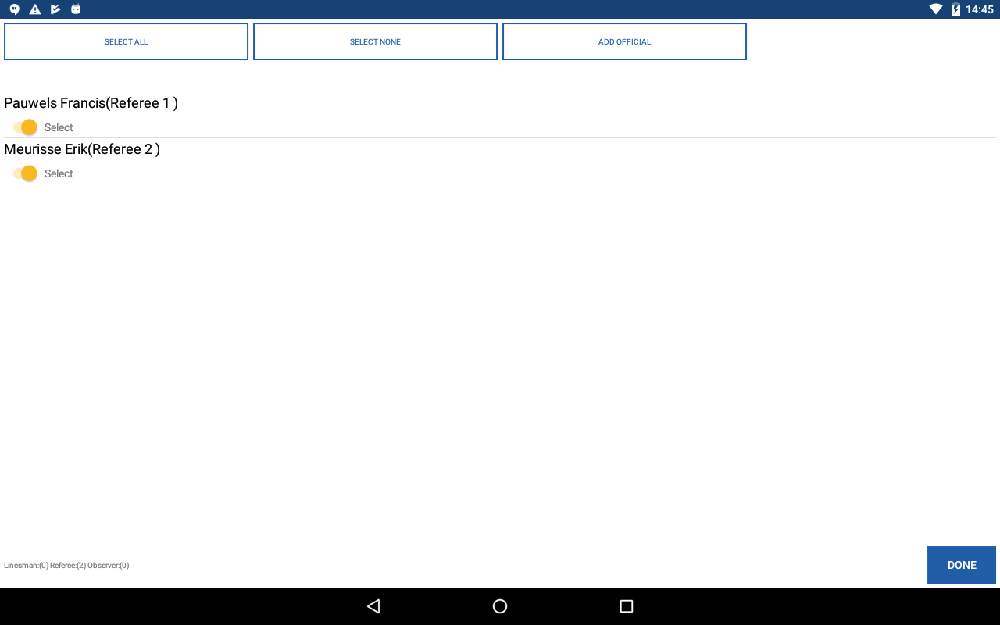 14:45
SELECT ALL
SELECT NONE
ADD OFFICIAL
Pauwels Francis(Referee 1 )
Select
Meurisse Erik(Referee 2 )
Select
Linesman:(0) Referee:(2) Observer:(0)
DONE